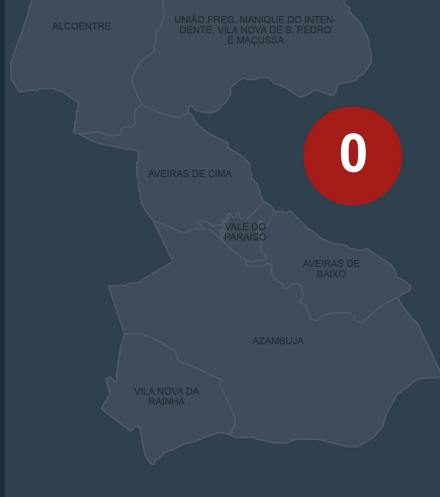 ALCOENTRE
UNIÃO FREG. MANIQUE DO INTEN-
DENTE, VILA NOVA DE S. PEDRO
E MAÇUSSA
0
AVEIRAS DE CIMA
VALE DO
PARAÍSO
AVEIRAS DE
BAIXO
AZAMBUJA
VILA NOVA DA
RAINHA